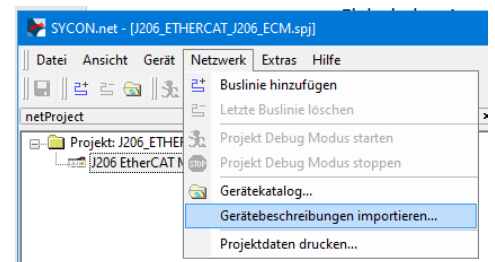 SYCON.net - [J206_ETHERCAT_J206_ECM.spj]
Datei Ansicht Gerät Netzwerk Extras Hilfe
Buslinie hinzufügen
netProject
Letzte Buslinie löschen
Projekt: J206_ETHER
Projekt Debug Modus starten
J206 EtherCAT M
STOP Projekt Debug Modus stoppen
Gerätekatalog...
Gerätebeschreibungen importieren...
Projektdaten drucken...